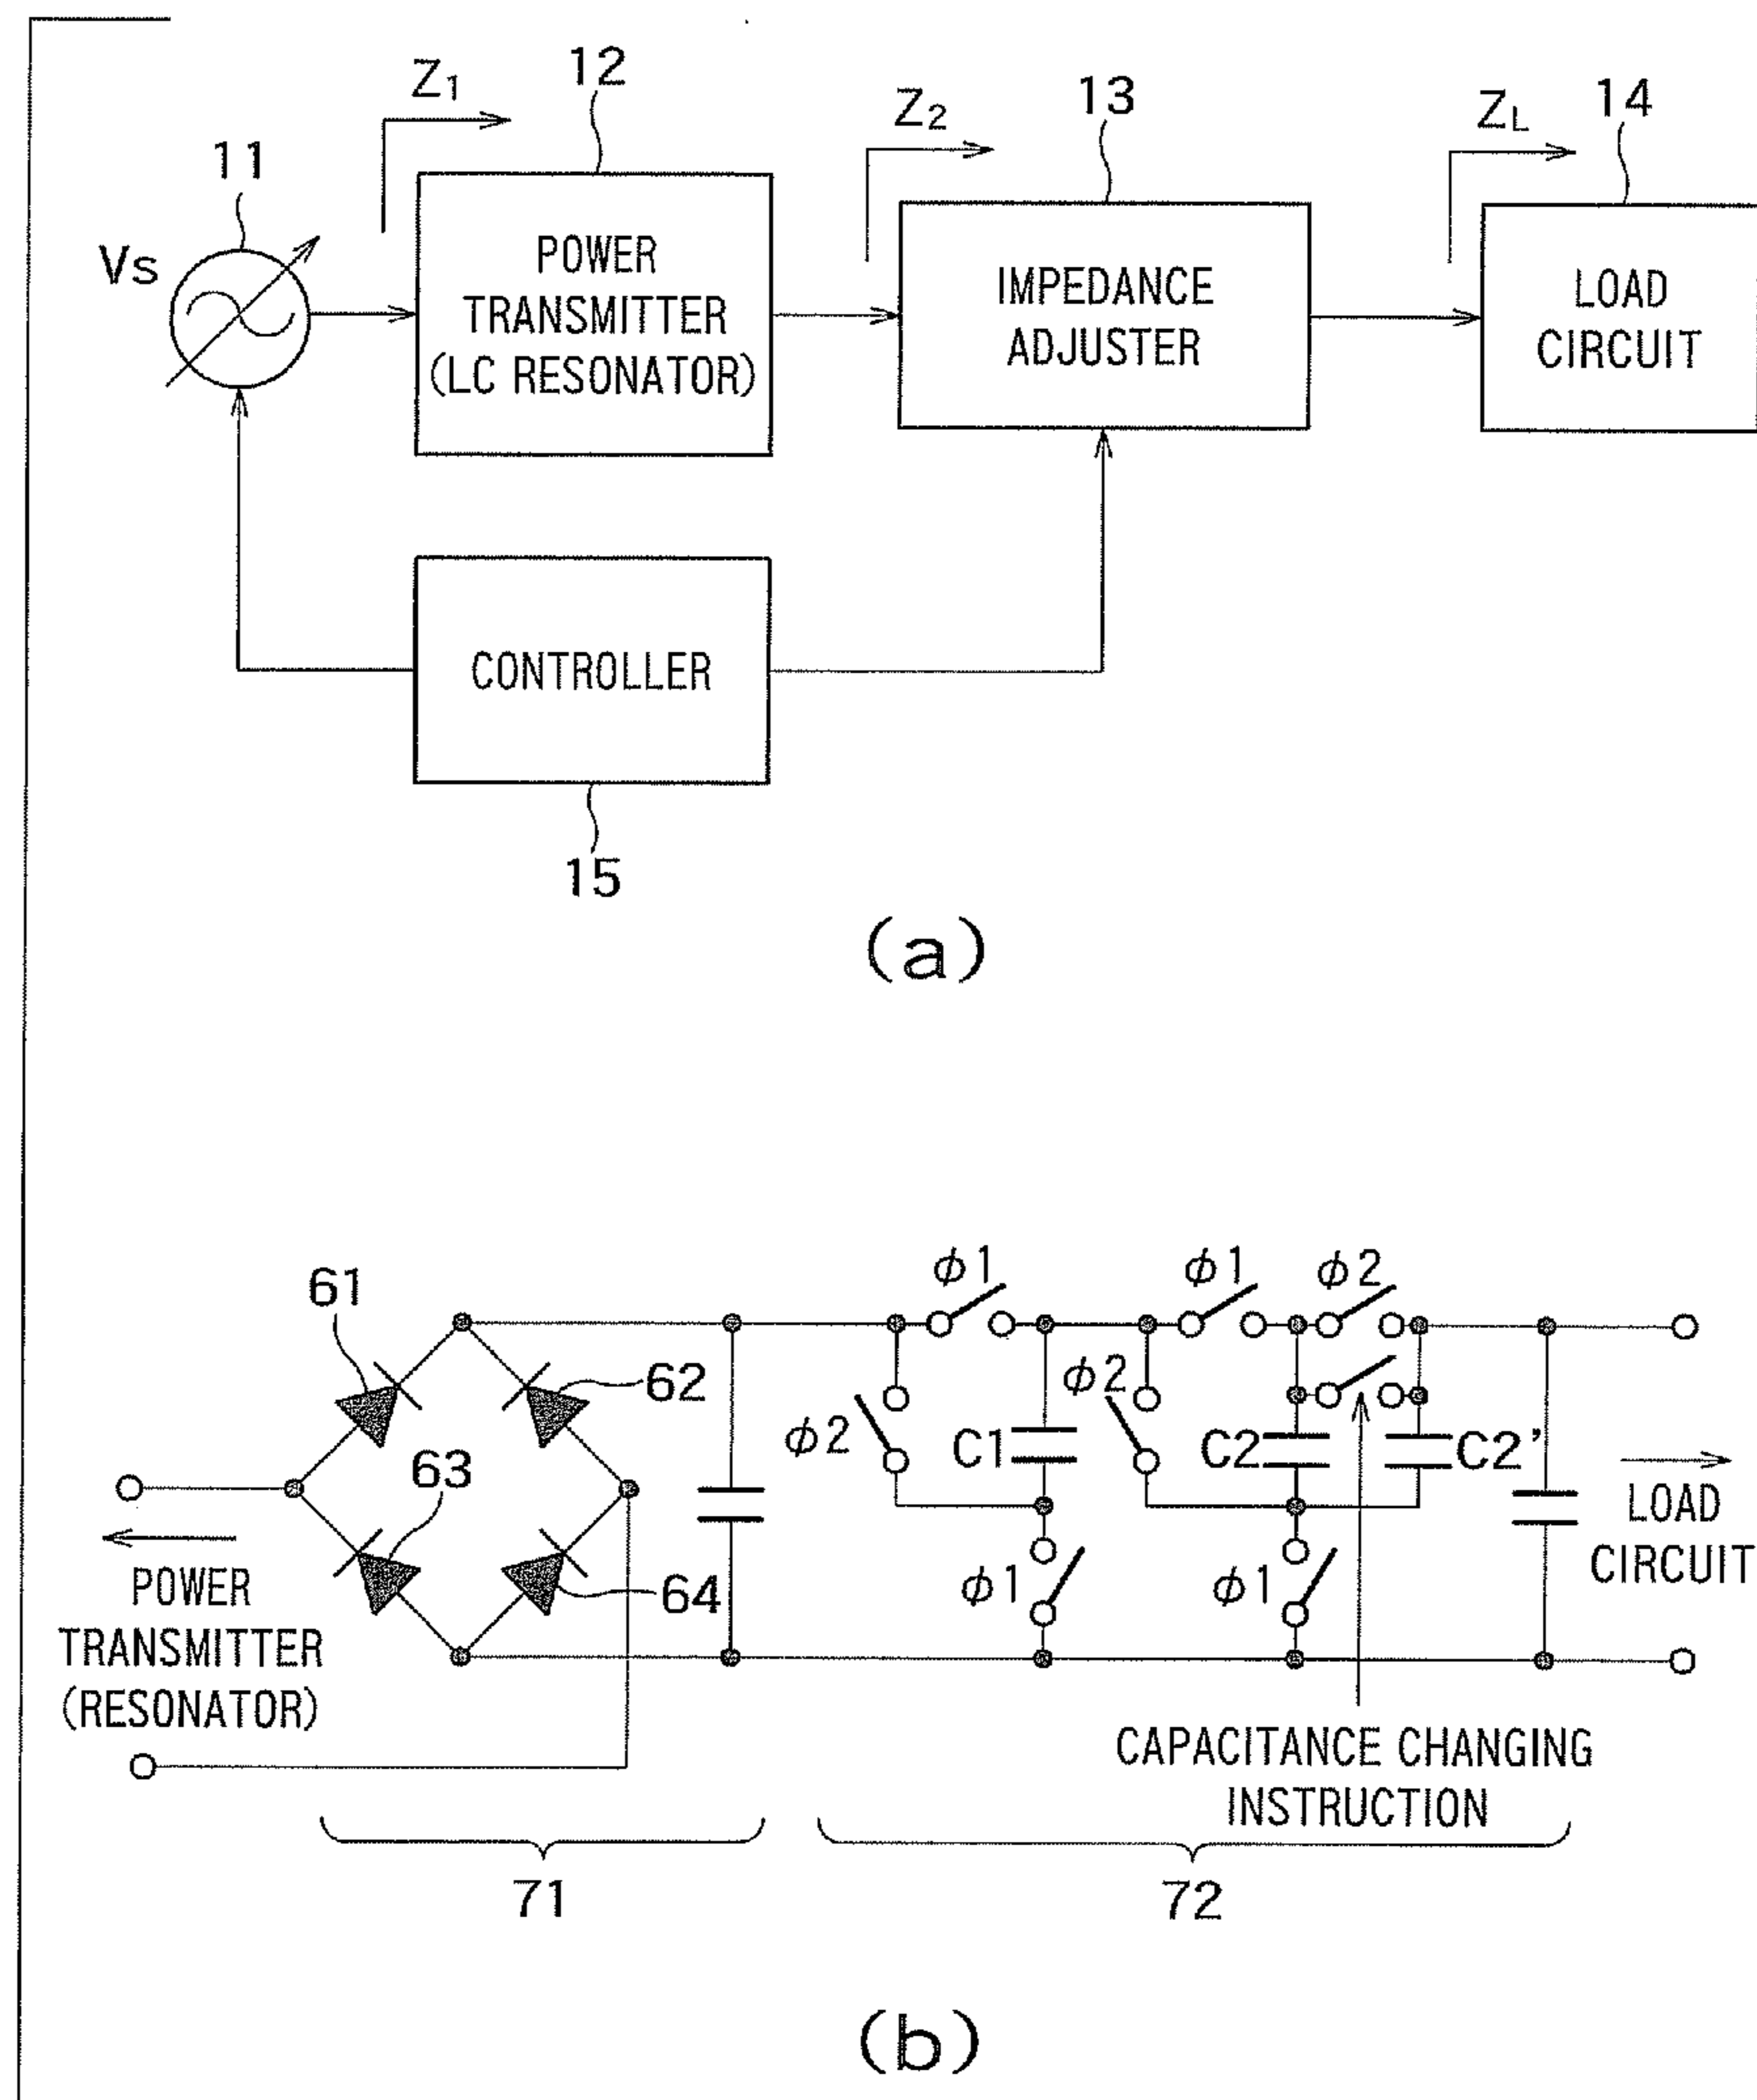 12
Z1
13
14
Z2
ZL
11
Vs
POWER
TRANSMITTER
(LC RESONATOR)
IMPEDANCE
ADJUSTER
LOAD
CIRCUIT
CONTROLLER
15
(a)
ϕ1
ϕ1
ϕ2
61
62
ϕ2
ϕ2
C1
C2
C2'
63
LOAD
CIRCUIT
64
ϕ1
ϕ1
POWER
TRANSMITTER
(RESONATOR)
CAPACITANCE CHANGING
INSTRUCTION
71
72
(b)